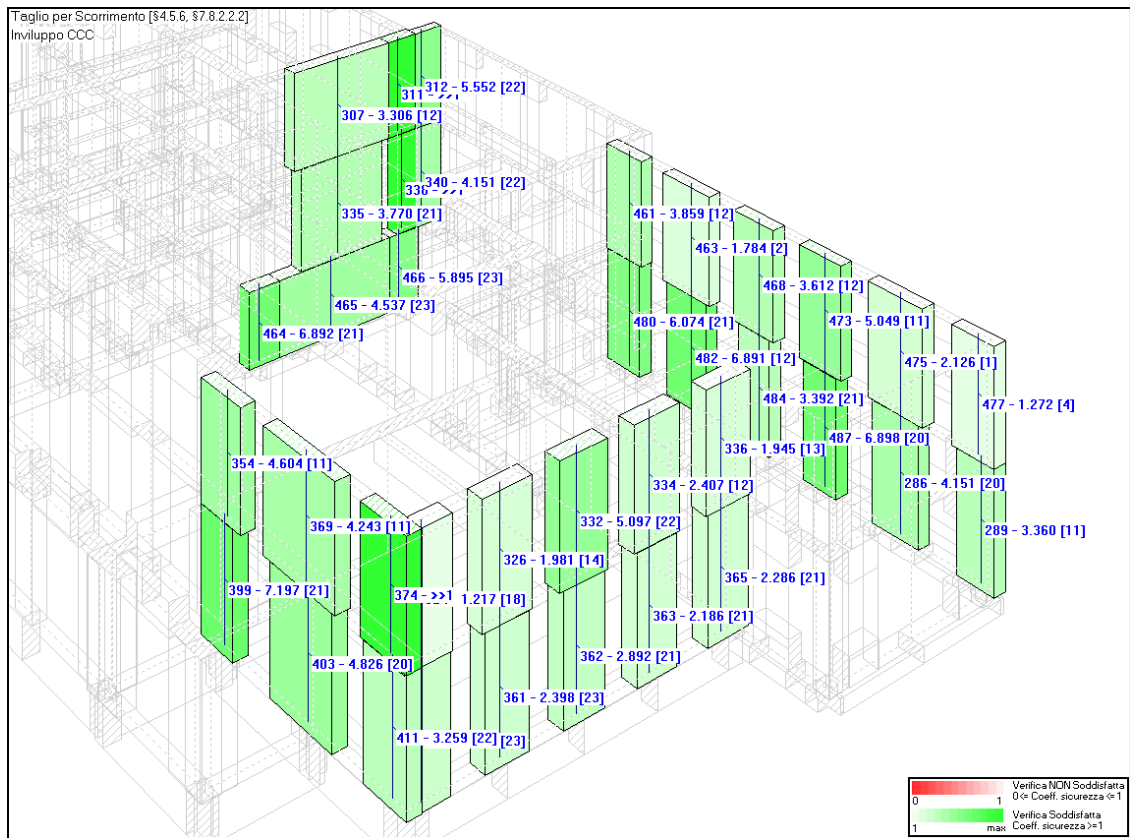 Taglio per Scorrimento [§4.5.6, §7.8.2.2.2]
Inviluppo CCC
312 - 5.552 [22]
311 - >>1
307 - 3.306 [12]
340 - 4.151 [22]
335 - 3.770 [21]
466 - 5.895 [23]
465 - 4.537 [23]
464 - 6.892 [21]
461 - 3.859 [12]
463 - 1.784 [2]
468 - 3.612 [12]
473 - 5.049 [11]
475 - 2.126 [1]
477 - 1.272 [4]
480 - 6.074 [21]
482 - 6.891 [12]
484 - 3.392 [21]
487 - 6.898 [20]
286 - 4.151 [20]
289 - 3.360 [11]
354 - 4.604 [11]
369 - 4.243 [11]
374 - >>1
1.217 [18]
326 - 1.981 [14]
332 - 5.097 [22]
334 - 2.407 [12]
336 - 1.945 [13]
399 - 7.197 [21]
403 - 4.826 [20]
411 - 3.259 [22]
[23]
361 - 2.398 [23]
362 - 2.892 [21]
363 - 2.186 [21]
365 - 2.286 [21]
Verifica NON Soddisfatta
0 <= Coeff. sicurezza <= 1
0 1
Verifica Soddisfatta
Coeff. sicurezza >=1
1 max